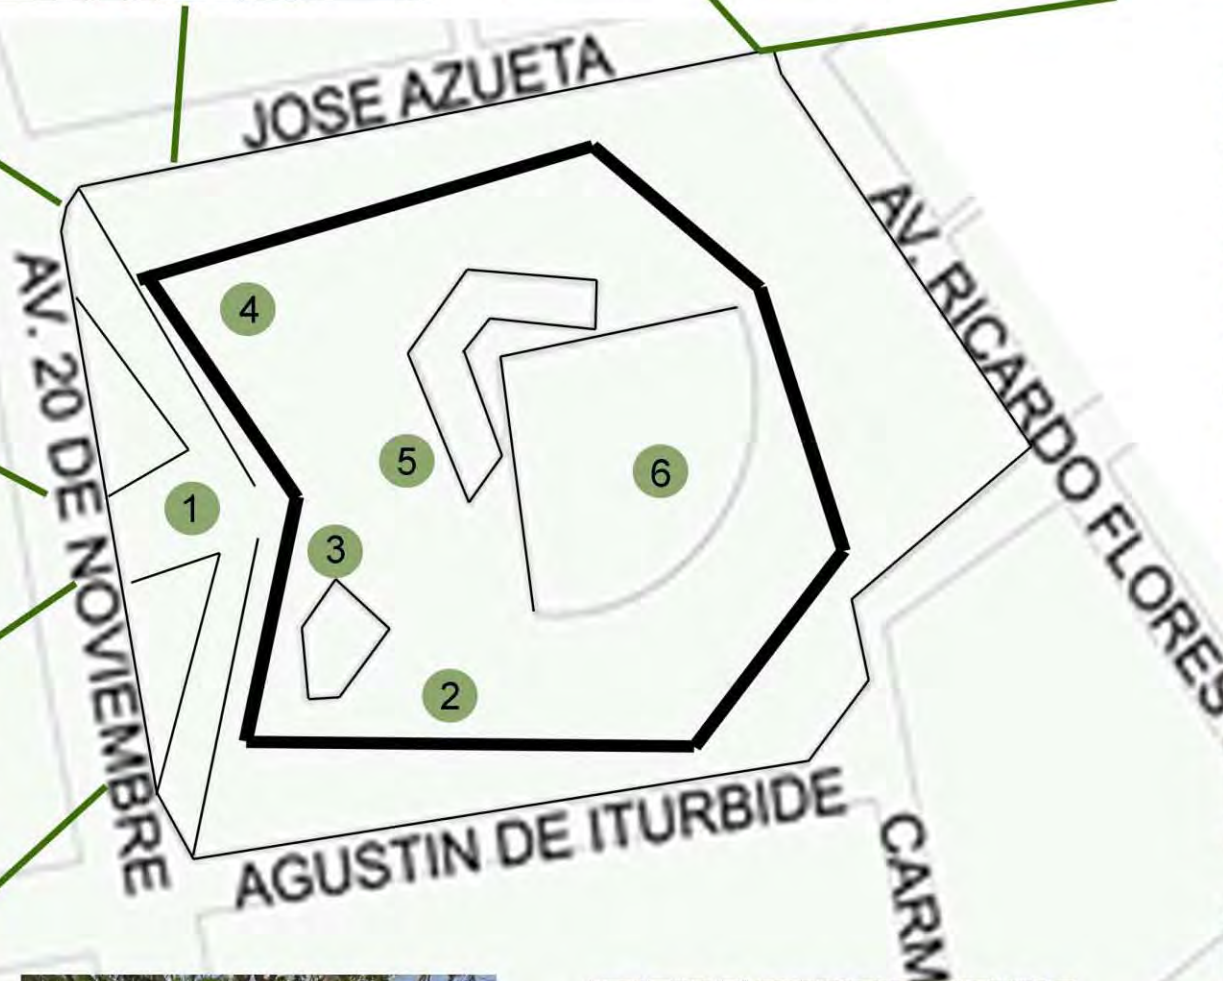 JOSE AZUETA
AV. RICARDO FLORES
AV. 20 DE NOVIEMBRE
4
5
6
1
3
2
AGUSTIN DE ITURBIDE
CARM